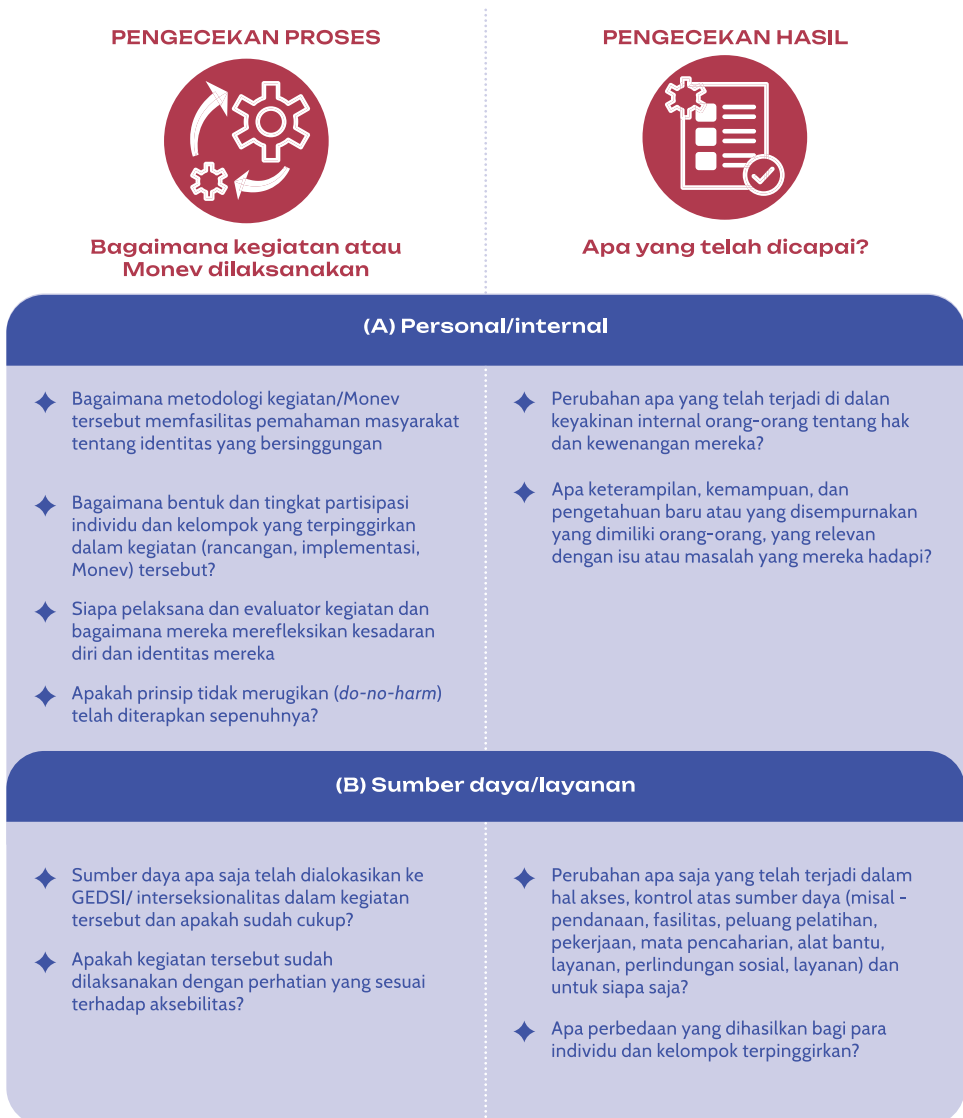 PENGECEKAN PROSES
Bagaimana kegiatan atau
Monev dilaksanakan
PENGECEKAN HASIL
Apa yang telah dicapai?
(A) Personal/internal
Bagaimana metodologi kegiatan/Monev
tersebut memfasilitas pemahaman masyarakat
tentang identitas yang bersinggungan
Bagaimana bentuk dan tingkat partisipasi
individu dan kelompok yang terpinggirkan
dalam kegiatan (rancangan, implementasi,
Monev) tersebut?
Siapa pelaksana dan evaluator kegiatan dan
bagaimana mereka merefleksikan kesadaran
diri dan identitas mereka
Apakah prinsip tidak merugikan (do-no-harm)
telah diterapkan sepenuhnya?
Perubahan apa yang telah terjadi di dalan
keyakinan internal orang-orang tentang hak
dan kewenangan mereka?
Apa keterampilan, kemampuan, dan
pengetahuan baru atau yang disempurnakan
yang dimiliki orang-orang, yang relevan
dengan isu atau masalah yang mereka hadapi?
(B) Sumber daya/layanan
Sumber daya apa saja telah dialokasikan ke
GEDSI/ interseksionalitas dalam kegiatan
tersebut dan apakah sudah cukup?
Apakah kegiatan tersebut sudah
dilaksanakan dengan perhatian yang sesuai
terhadap aksebilitas?
Perubahan apa saja yang telah terjadi dalam
hal akses, kontrol atas sumber daya (misal -
pendanaan, fasilitas, peluang pelatihan,
pekerjaan, mata pencaharian, alat bantu,
layanan, perlindungan sosial, layanan) dan
untuk siapa saja?
Apa perbedaan yang dihasilkan bagi para
individu dan kelompok terpinggirkan?